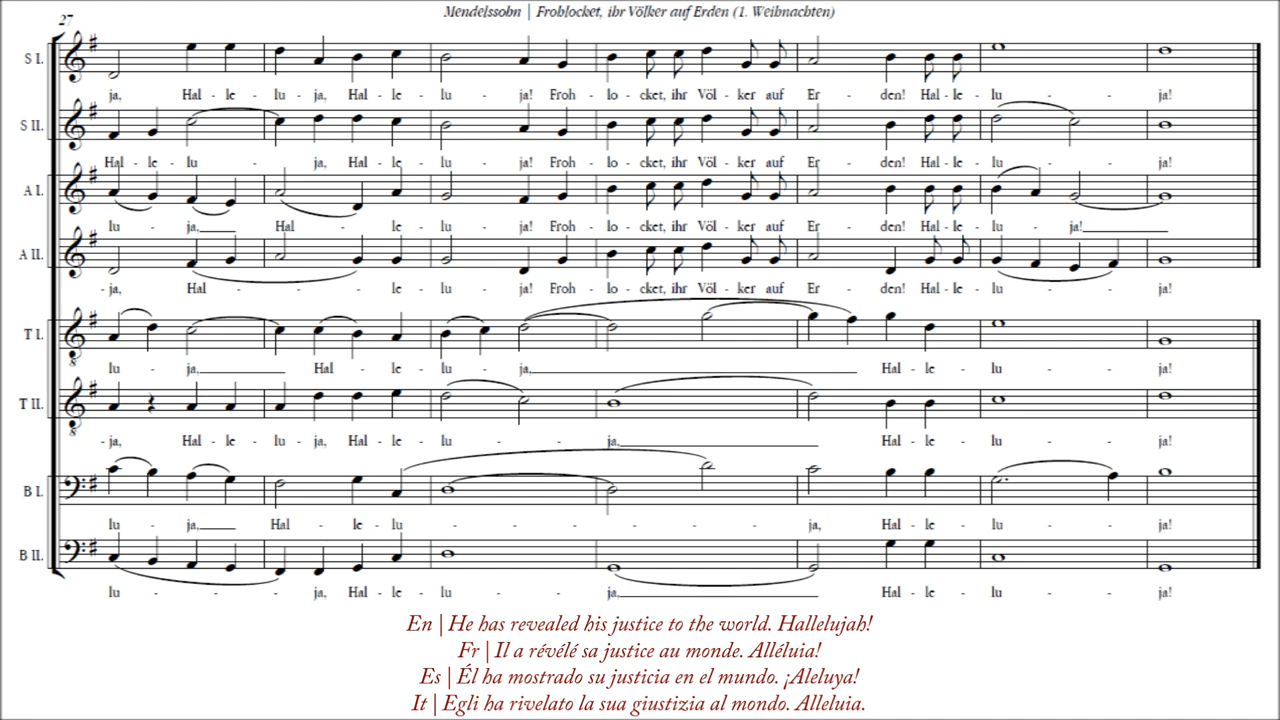 Mendelssohn | Frohlocket, ihr Völker auf Erden (1. Weihnachten)
27
S I.
ja, Hal - le - lu - ja, Hal - le - lu - ja! Froh - lo - cket, ihr Völ - ker auf Er - den! Hal - le - lu - ja!
S II.
Hal - le - lu - ja, Hal - le - lu - ja! Froh - lo - cket, ihr Völ - ker auf Er - den! Hal - le - lu - ja!
A I.
lu - ja, Hal - le - lu - ja! Froh - lo - cket, ihr Völ - ker auf Er - den! Hal - le - lu - ja!
A II.
- ja, Hal - - le - lu - ja! Froh - lo - cket, ihr Völ - ker auf Er - den! Hal - le - lu - ja!
T I.
lu - ja, Hal - le - lu - ja, Hal - le - lu - ja!
T II.
- ja, Hal - le - lu - ja, Hal - le - lu - ja, Hal - le - lu - ja!
B I.
lu - ja, Hal - le - lu - - - - - ja, Hal - le - lu - ja!
B II.
lu - - - - ja, Hal - le - lu - ja, Hal - le - lu - ja!
En | He has revealed his justice to the world. Hallelujah!
Fr | Il a révélé sa justice au monde. Alléluia!
Es | Él ha mostrado su justicia en el mundo. ¡Aleluya!
It | Egli ha rivelato la sua giustizia al mondo. Alleluia.